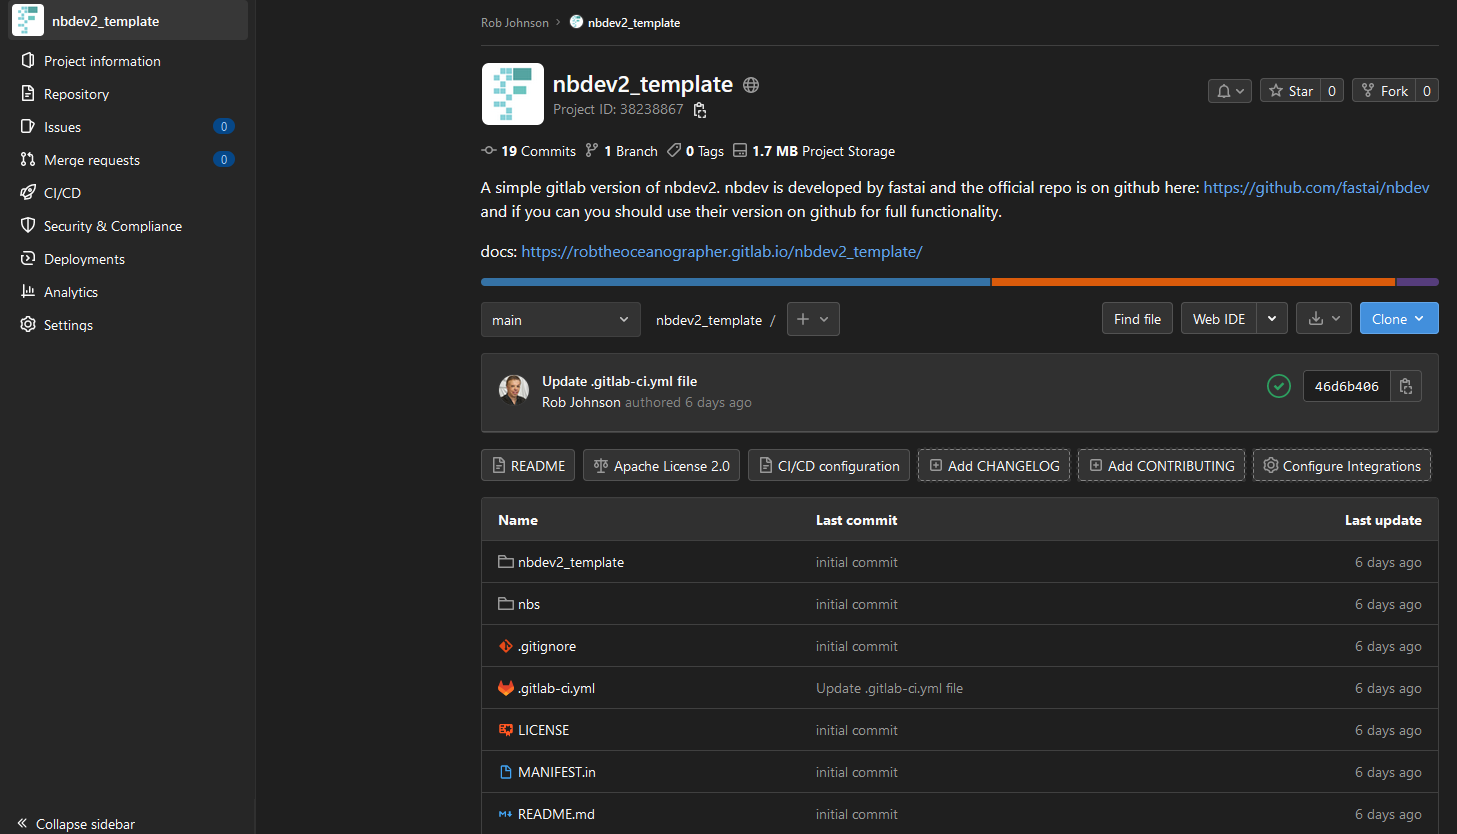 nbdev2_template
Project information
Repository
Issues 0
Merge requests 0
CI/CD
Security & Compliance
Deployments
Analytics
Settings
Collapse sidebar
Rob Johnson > nbdev2_template
nbdev2_template
Project ID: 38238867
Star 0
Fork 0
19 Commits 1 Branch 0 Tags 1.7 MB Project Storage
A simple gitlab version of nbdev2. nbdev is developed by fastai and the official repo is on github here: https://github.com/fastai/nbdev
and if you can you should use their version on github for full functionality.
docs: https://robtheoceanographer.gitlab.io/nbdev2_template/
main nbdev2_template / +
Find file Web IDE Clone
Update .gitlab-ci.yml file
Rob Johnson authored 6 days ago
46d6b406
README Apache License 2.0 CI/CD configuration Add CHANGELOG Add CONTRIBUTING Configure Integrations
Name Last commit Last update
nbdev2_template initial commit 6 days ago
nbs initial commit 6 days ago
.gitignore initial commit 6 days ago
.gitlab-ci.yml Update .gitlab-ci.yml file 6 days ago
LICENSE initial commit 6 days ago
MANIFEST.in initial commit 6 days ago
README.md initial commit 6 days ago